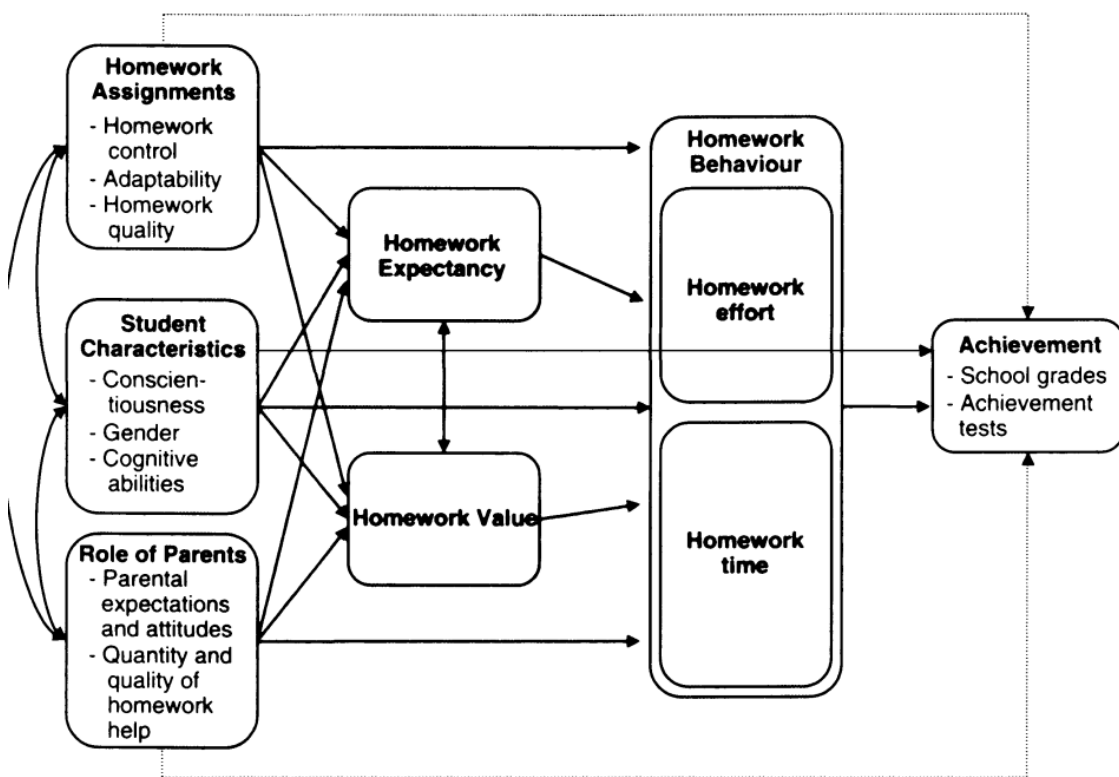 Homework
Assignments
- Homework
control
- Adaptability
- Homework
quality
Student
Characteristics
- Conscien-
tiousness
- Gender
- Cognitive
abilities
Role of Parents
- Parental
expectations
and attitudes
- Quantity and
quality of
homework
help
Homework
Expectancy
Homework Value
Homework
Behaviour
Homework
effort
Homework
time
Achievement
- School grades
- Achievement
tests